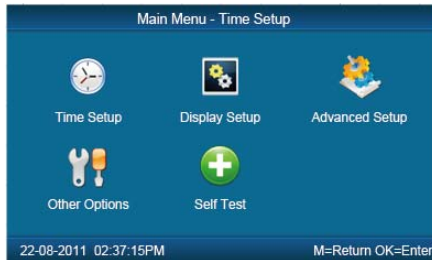 Main Menu - Time Setup
Time Setup Display Setup Advanced Setup
Other Options Self Test
22-08-2011 02:37:15PM M=Return OK=Enter